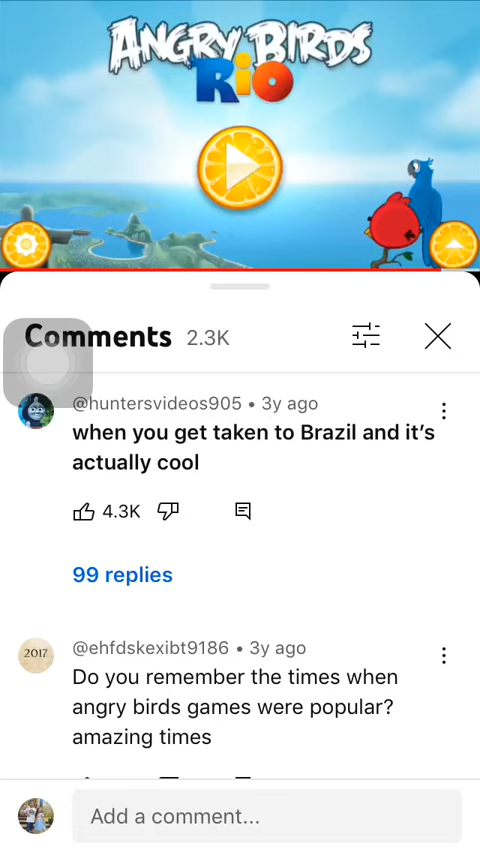 ANGRY BIRDS
Rio
Comments 2.3K
@huntersvideos905 • 3y ago
when you get taken to Brazil and it’s
actually cool
4.3K
99 replies
2017
@ehfdskexibt9186 • 3y ago
Do you remember the times when
angry birds games were popular?
amazing times
Add a comment...